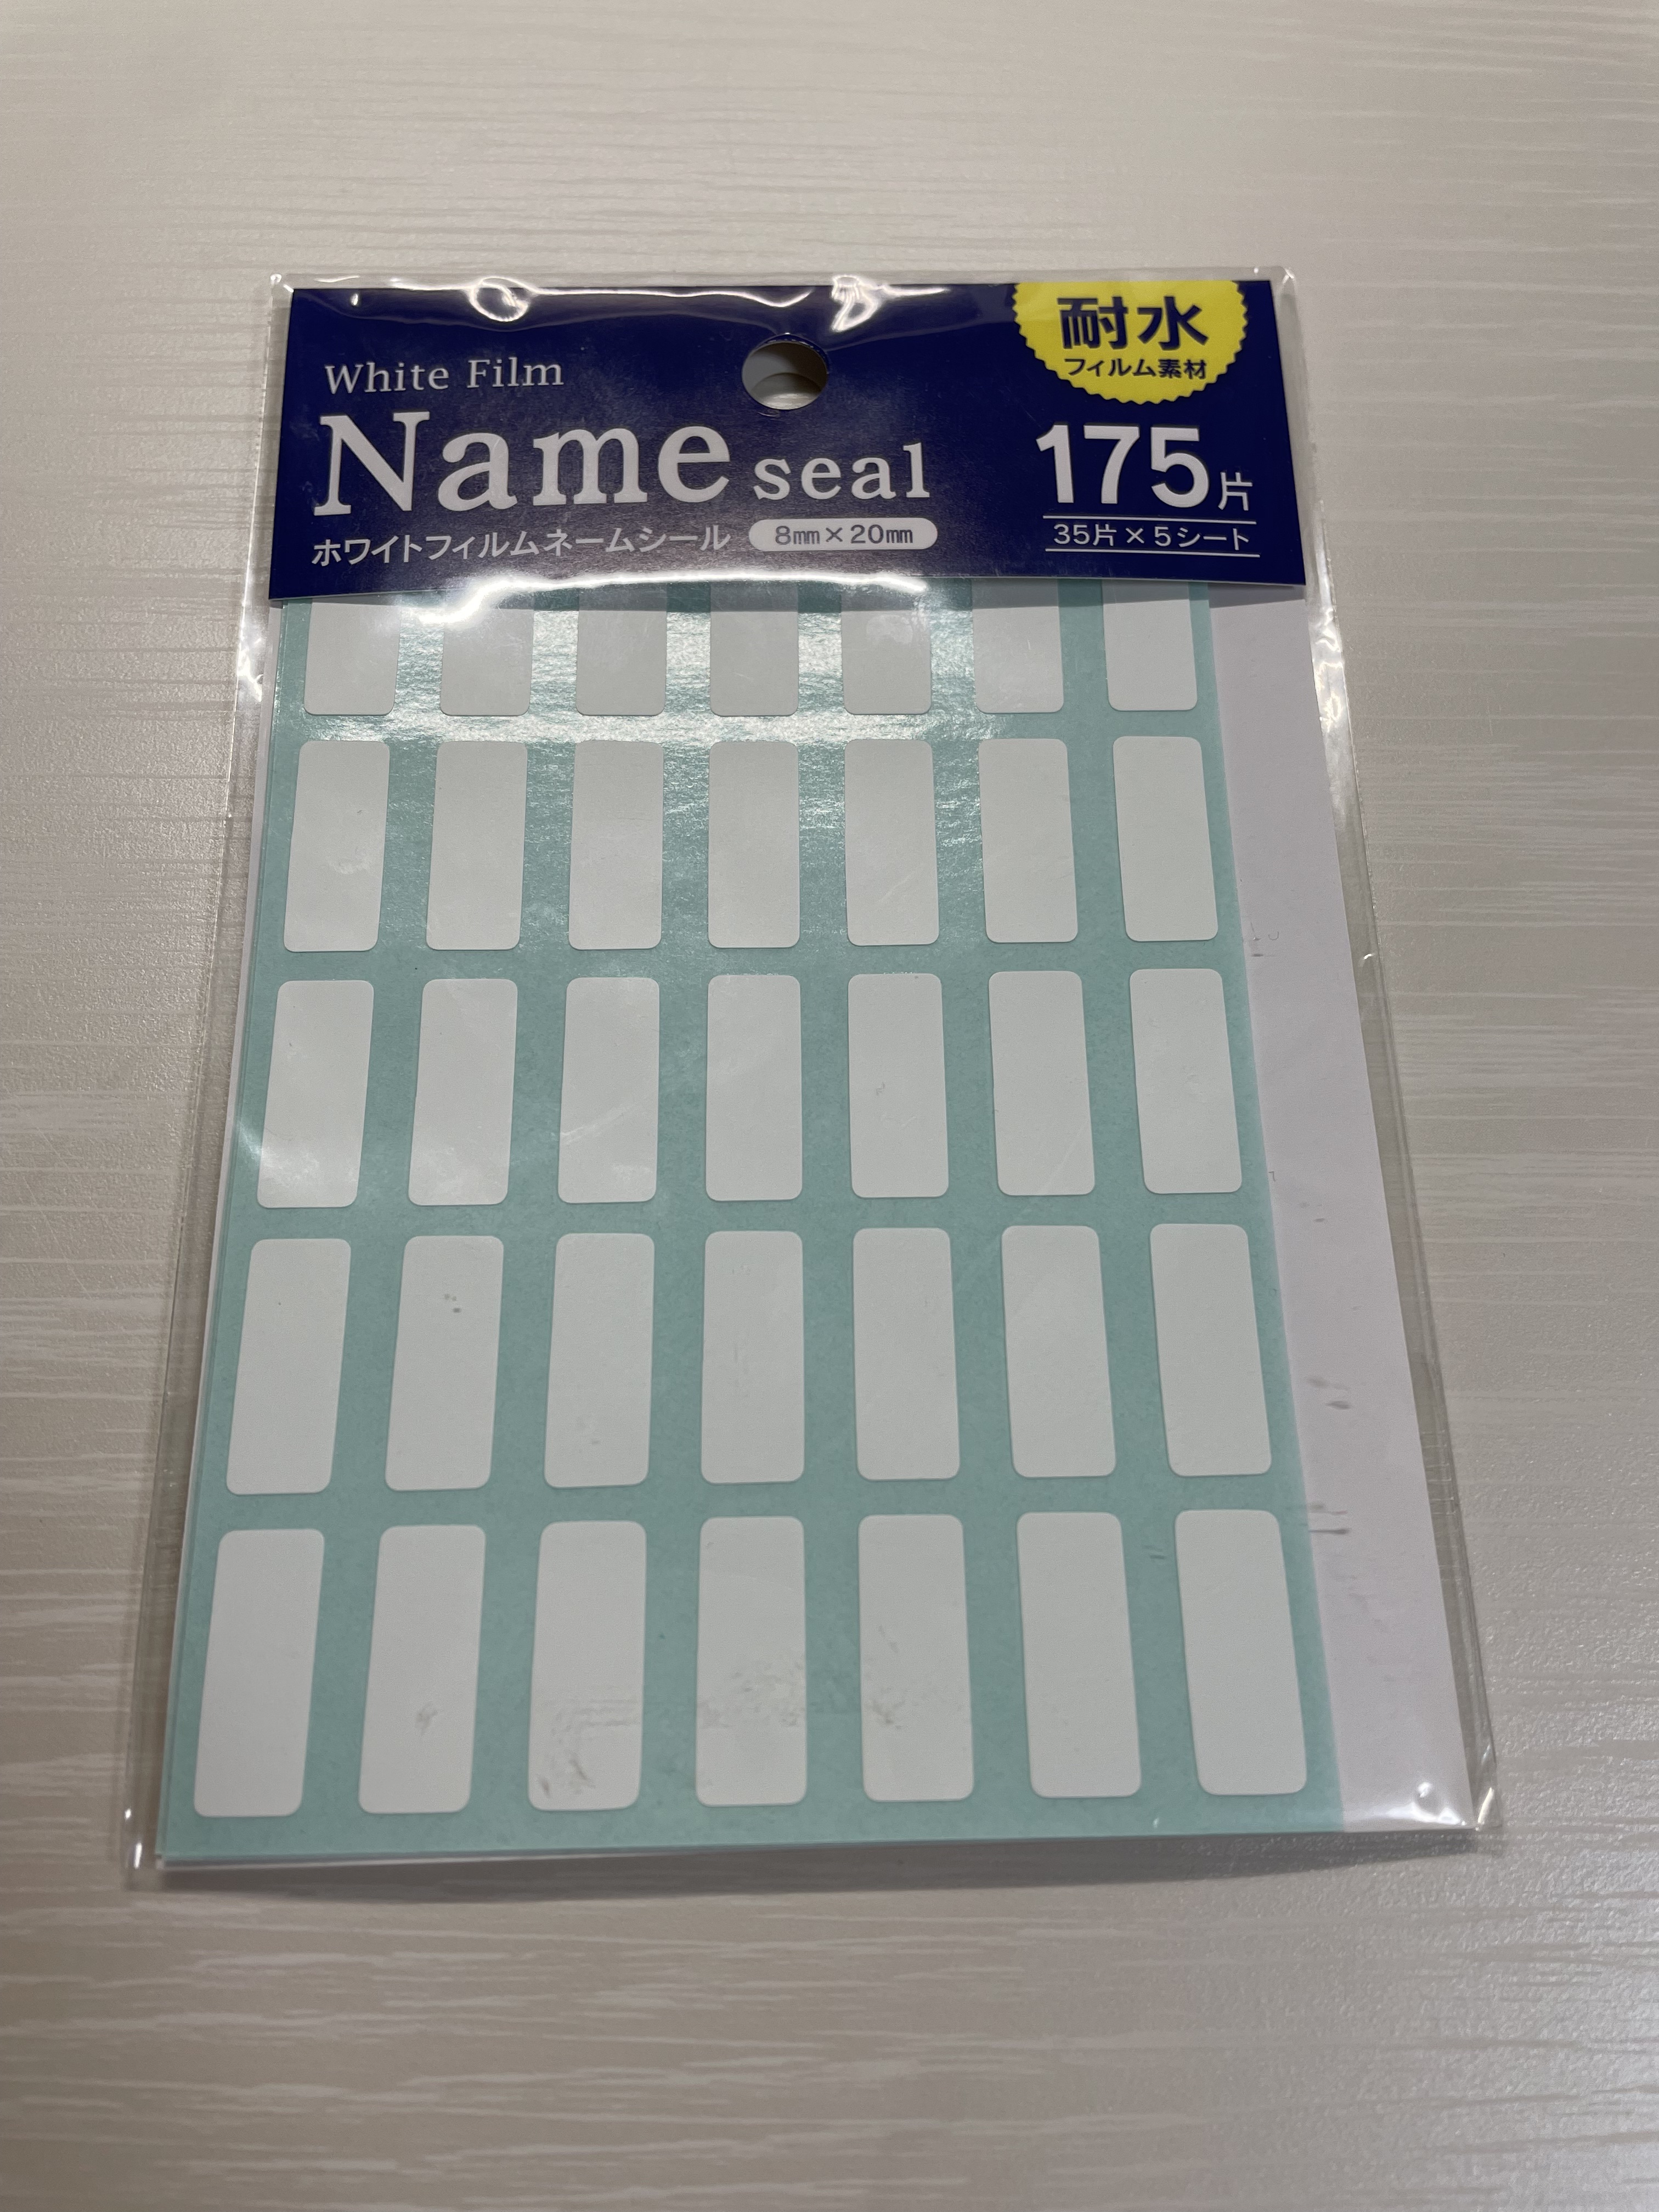 耐水
フィルム素材
White Film
Name seal
175片
ホワイトフィルムネームシール 8mm×20mm
35片×5シート